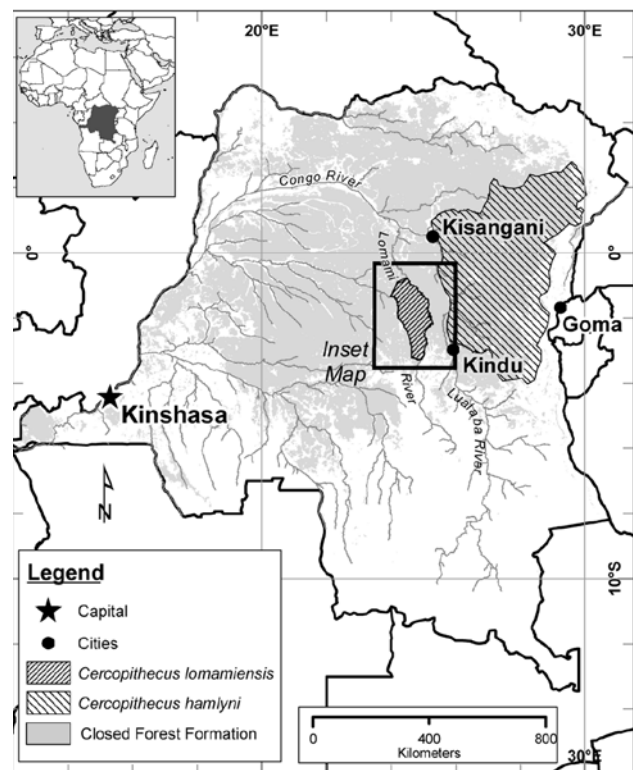 20°E
30°E
Congo River
Kisangani
Lomami
0°
0°
Goma
Inset
Map
Kindu
River
Lualaba River
Kinshasa
N
10°S
Legend
Capital
Cities
Cercopithecus lomamiensis
Cercopithecus hamlyni
Closed Forest Formation
0 400 800
Kilometers
30°E